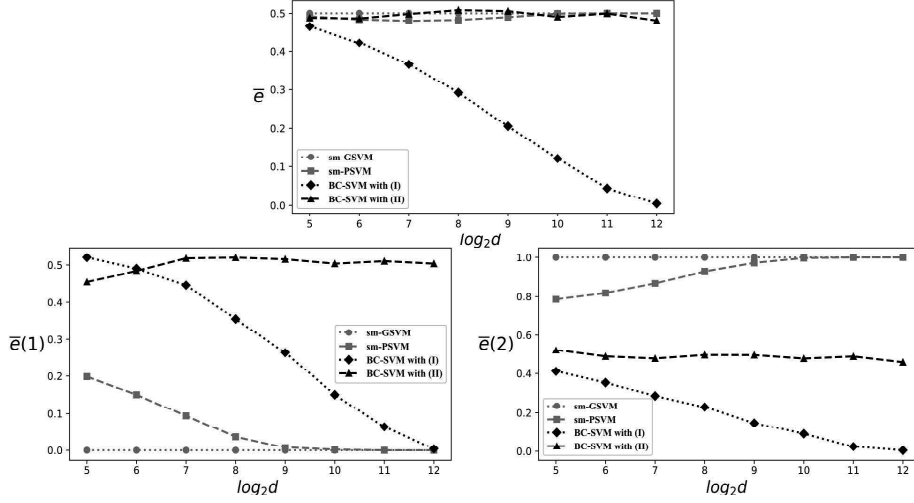 0.5
0.4
0.3
0.2
0.1
0.0
e̅
sm-GSVM
sm-PSVM
BC-SVM with (I)
BC-SVM with (II)
5 6 7 8 9 10 11 12
log₂d
0.5
0.4
0.3
0.2
0.1
0.0
e̅(1)
sm-GSVM
sm-PSVM
BC-SVM with (I)
BC-SVM with (II)
5 6 7 8 9 10 11 12
log₂d
1.0
0.8
0.6
0.4
0.2
0.0
e̅(2)
sm-GSVM
sm-PSVM
BC-SVM with (I)
BC-SVM with (II)
5 6 7 8 9 10 11 12
log₂d